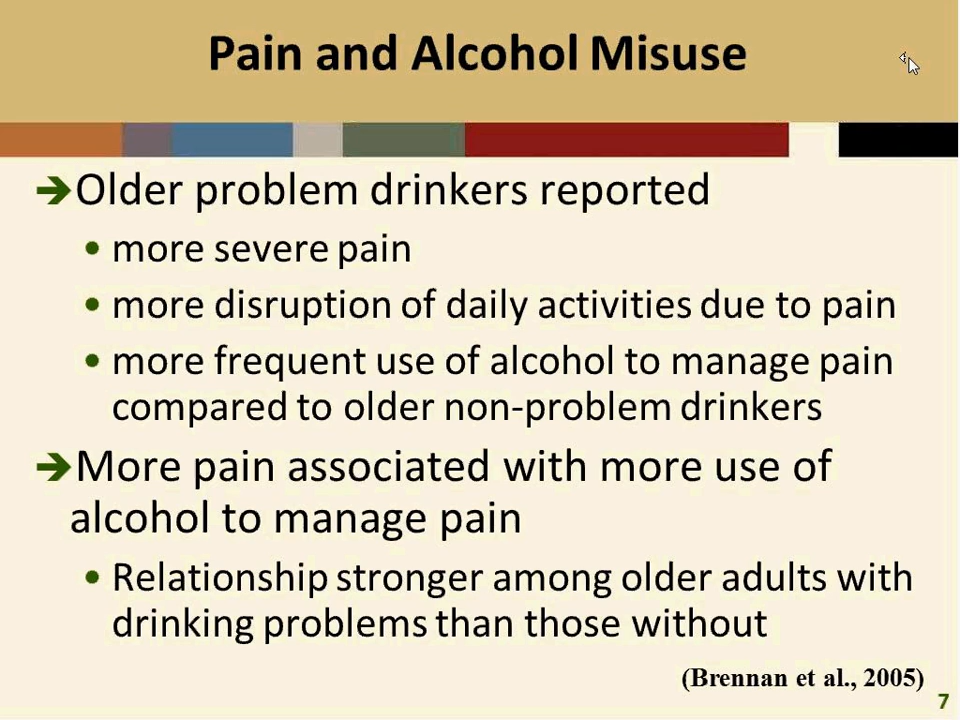 Pain and Alcohol Misuse
➔Older problem drinkers reported
• more severe pain
• more disruption of daily activities due to pain
• more frequent use of alcohol to manage pain
compared to older non-problem drinkers
➔More pain associated with more use of
alcohol to manage pain
• Relationship stronger among older adults with
drinking problems than those without
(Brennan et al., 2005)
7